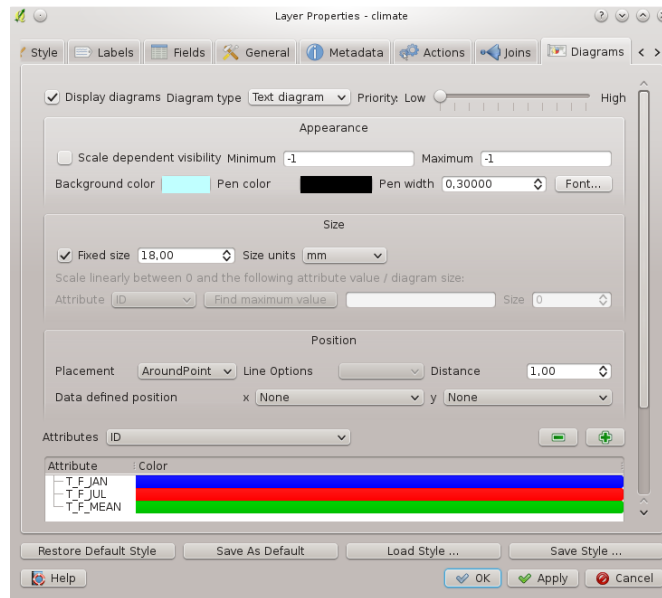 Layer Properties - climate
Style Labels Fields General Metadata Actions Joins Diagrams
Display diagrams Diagram type Text diagram Priority: Low High
Appearance
Scale dependent visibility Minimum -1 Maximum -1
Background color Pen color Pen width 0,30000 Font...
Size
Fixed size 18,00 Size units mm
Scale linearly between 0 and the following attribute value / diagram size:
Attribute ID Find maximum value Size 0
Position
Placement AroundPoint Line Options Distance 1,00
Data defined position x None y None
Attributes ID
Attribute Color
T_F_JAN
T_F_JUL
T_F_MEAN
Restore Default Style Save As Default Load Style ... Save Style ...
Help OK Apply Cancel